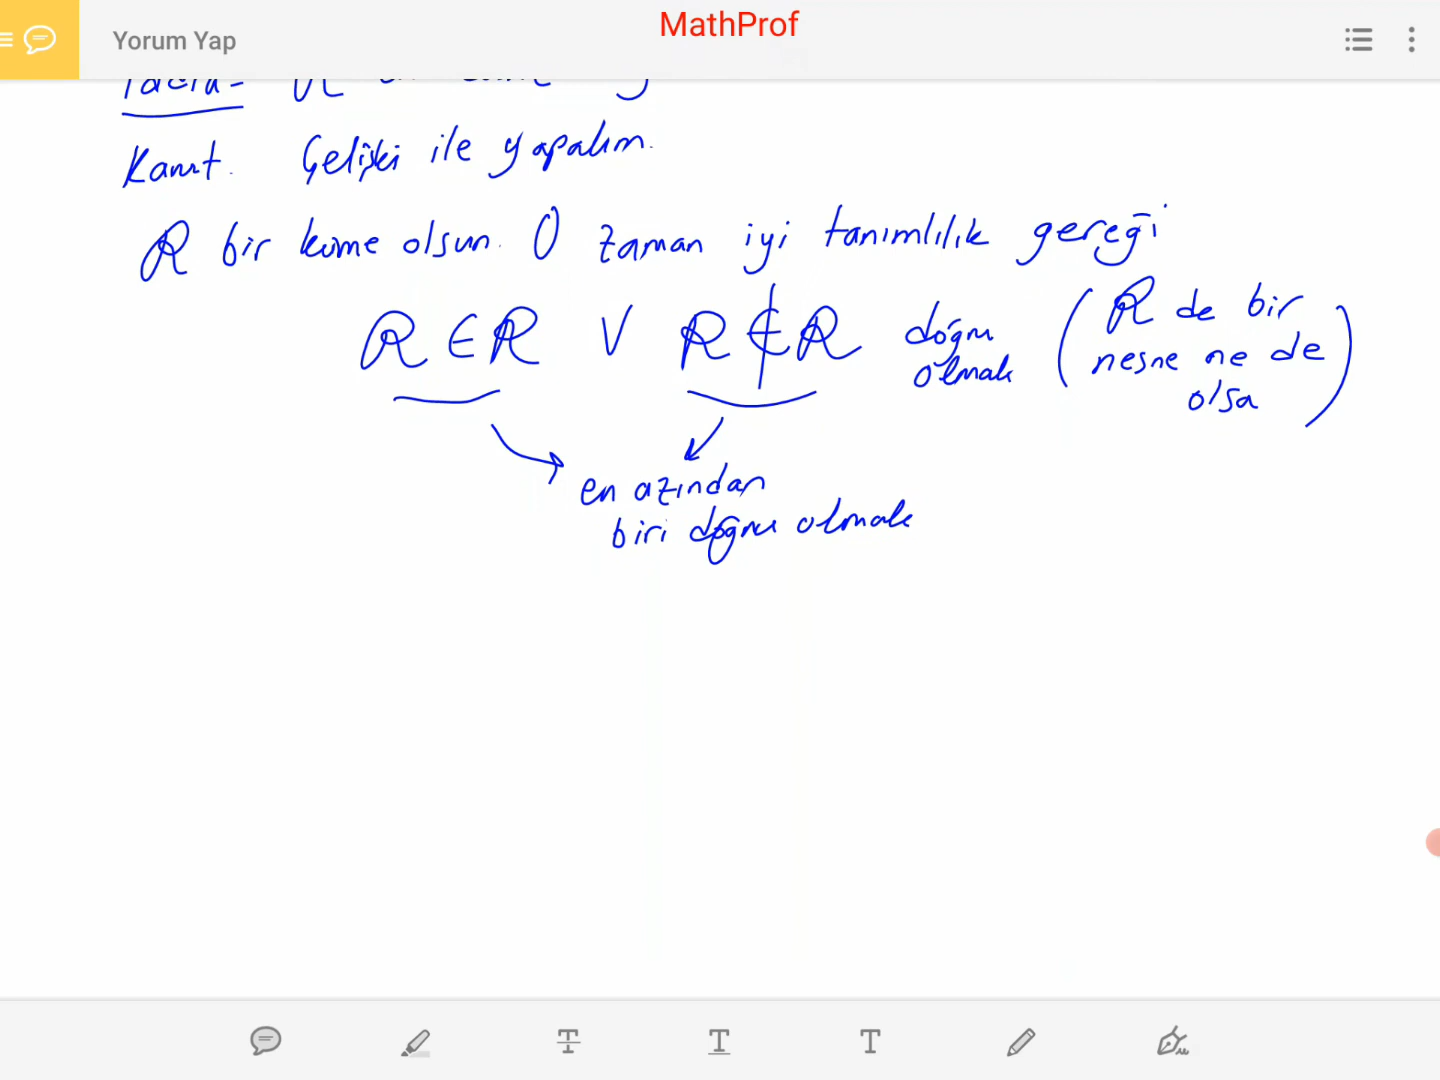 MathProf
Yorum Yap
Kanıt. Çelişki ile yapalım.
R bir küme olsun. O zaman iyi tanımlılık gereği
R ∈ R ∨ R ∉ R doğru olmalı (R de bir nesne ne de olsa)
en azından
biri doğru olmalı